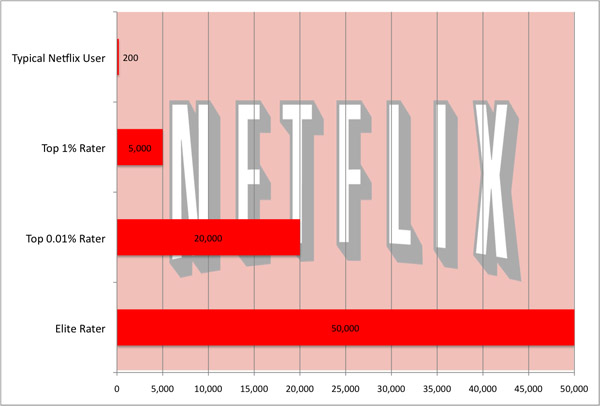 Typical Netflix User
200
Top 1% Rater
5,000
NETFLIX
Top 0.01% Rater
20,000
Elite Rater
50,000
0 5,000 10,000 15,000 20,000 25,000 30,000 35,000 40,000 45,000 50,000